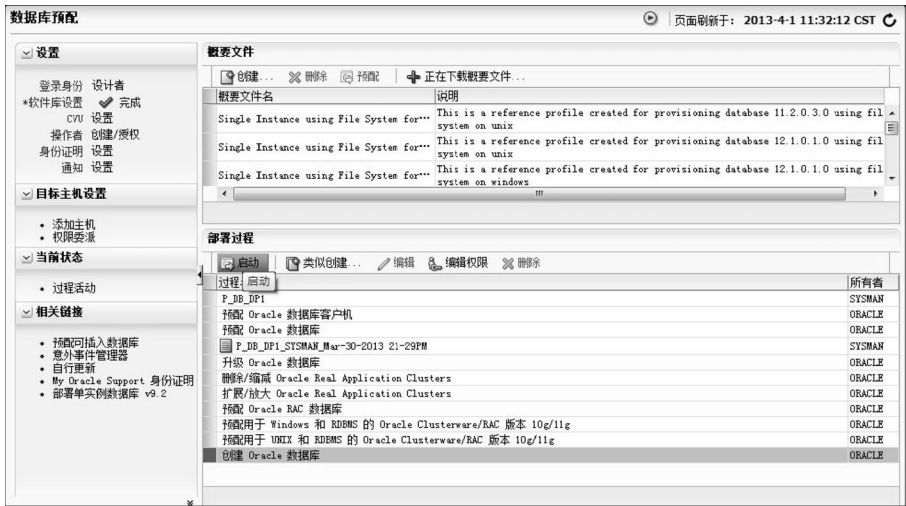 数据库预配
页面刷新于: 2013-4-1 11:32:12 CST
设置
登录身份 设计者
*软件库设置 完成
CVU 设置
操作者 创建/授权
身份证明 设置
通知 设置
目标主机设置
• 添加主机
• 权限委派
当前状态
• 过程活动
相关链接
• 预配可插入数据库
• 意外事件管理器
• 自行更新
• My Oracle Support 身份证明
• 部署单实例数据库 v9.2
概要文件
创建... 删除 预配 正在下载概要文件...
概要文件名 说明
Single Instance using File System for… This is a reference profile created for provisioning database 11.2.0.3.0 using fil
system on unix
Single Instance using File System for… This is a reference profile created for provisioning database 12.1.0.1.0 using fil
system on unix
Single Instance using File System for… This is a reference profile created for provisioning database 12.1.0.1.0 using fil
system on windows
部署过程
启动 类似创建... 编辑 编辑权限 删除
过程 启动 所有者
P_DB_DP1 SYSMAN
预配 Oracle 数据库客户机 ORACLE
预配 Oracle 数据库 ORACLE
P_DB_DP1_SYSMAN_Mar-30-2013 21-29PM SYSMAN
升级 Oracle 数据库 ORACLE
删除/缩减 Oracle Real Application Clusters ORACLE
扩展/放大 Oracle Real Application Clusters ORACLE
预配 Oracle RAC 数据库 ORACLE
预配用于 Windows 和 RDBMS 的 Oracle Clusterware/RAC 版本 10g/11g ORACLE
预配用于 UNIX 和 RDBMS 的 Oracle Clusterware/RAC 版本 10g/11g ORACLE
创建 Oracle 数据库 ORACLE